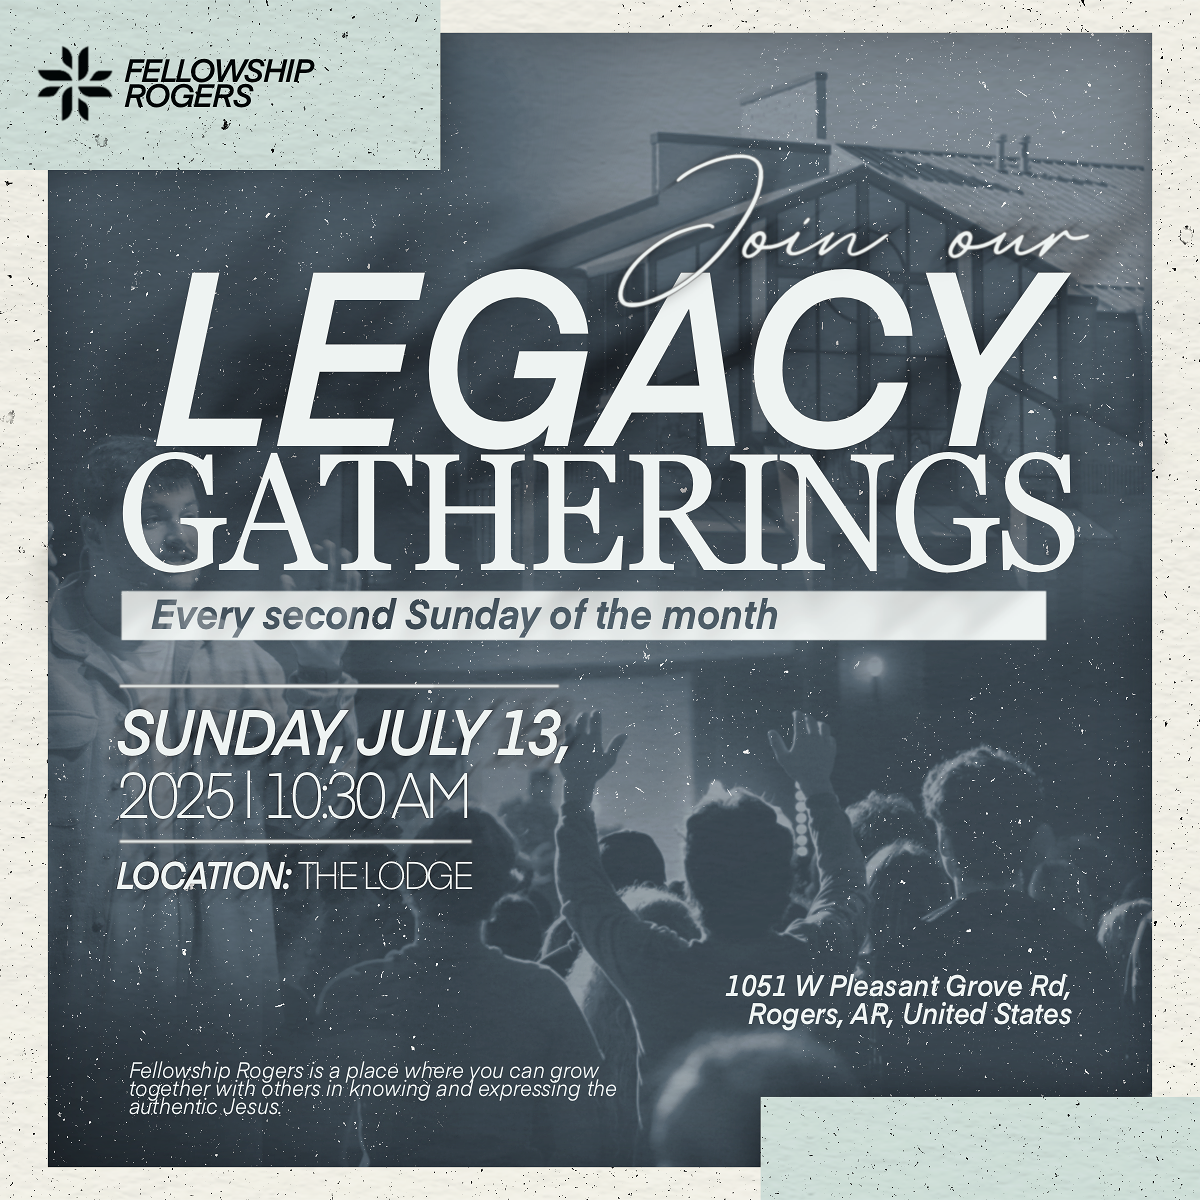 FELLOWSHIP
ROGERS
Join our
LEGACY
GATHERINGS
Every second Sunday of the month
SUNDAY, JULY 13,
2025 | 10:30 AM
LOCATION: THE LODGE
1051 W Pleasant Grove Rd,
Rogers, AR, United States
Fellowship Rogers is a place where you can grow
together with others in knowing and expressing the
authentic Jesus.